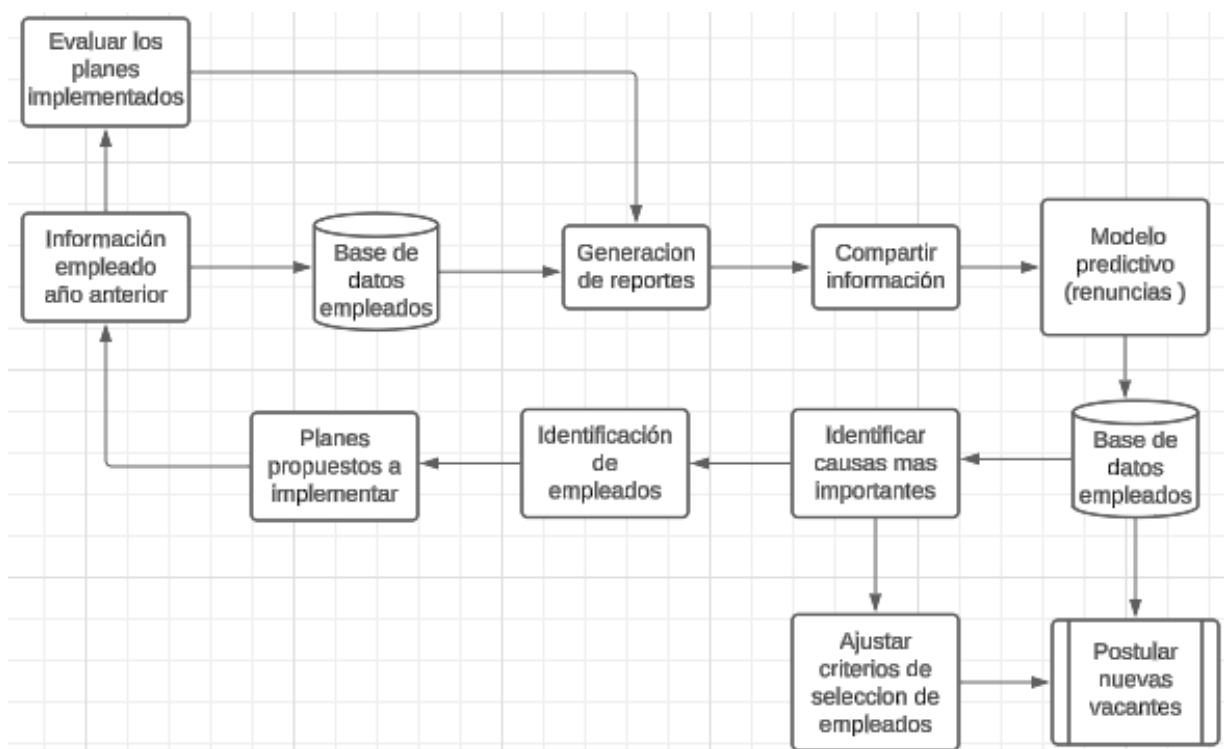 Evaluar los
planes
implementados
Información
empleado
año anterior
Base de
datos
empleados
Generacion
de reportes
Compartir
información
Modelo
predictivo
(renuncias )
Planes
propuestos a
implementar
Identificación
de
empleados
Identificar
causas mas
importantes
Base de
datos
empleados
Ajustar
criterios de
seleccion de
empleados
Postular
nuevas
vacantes